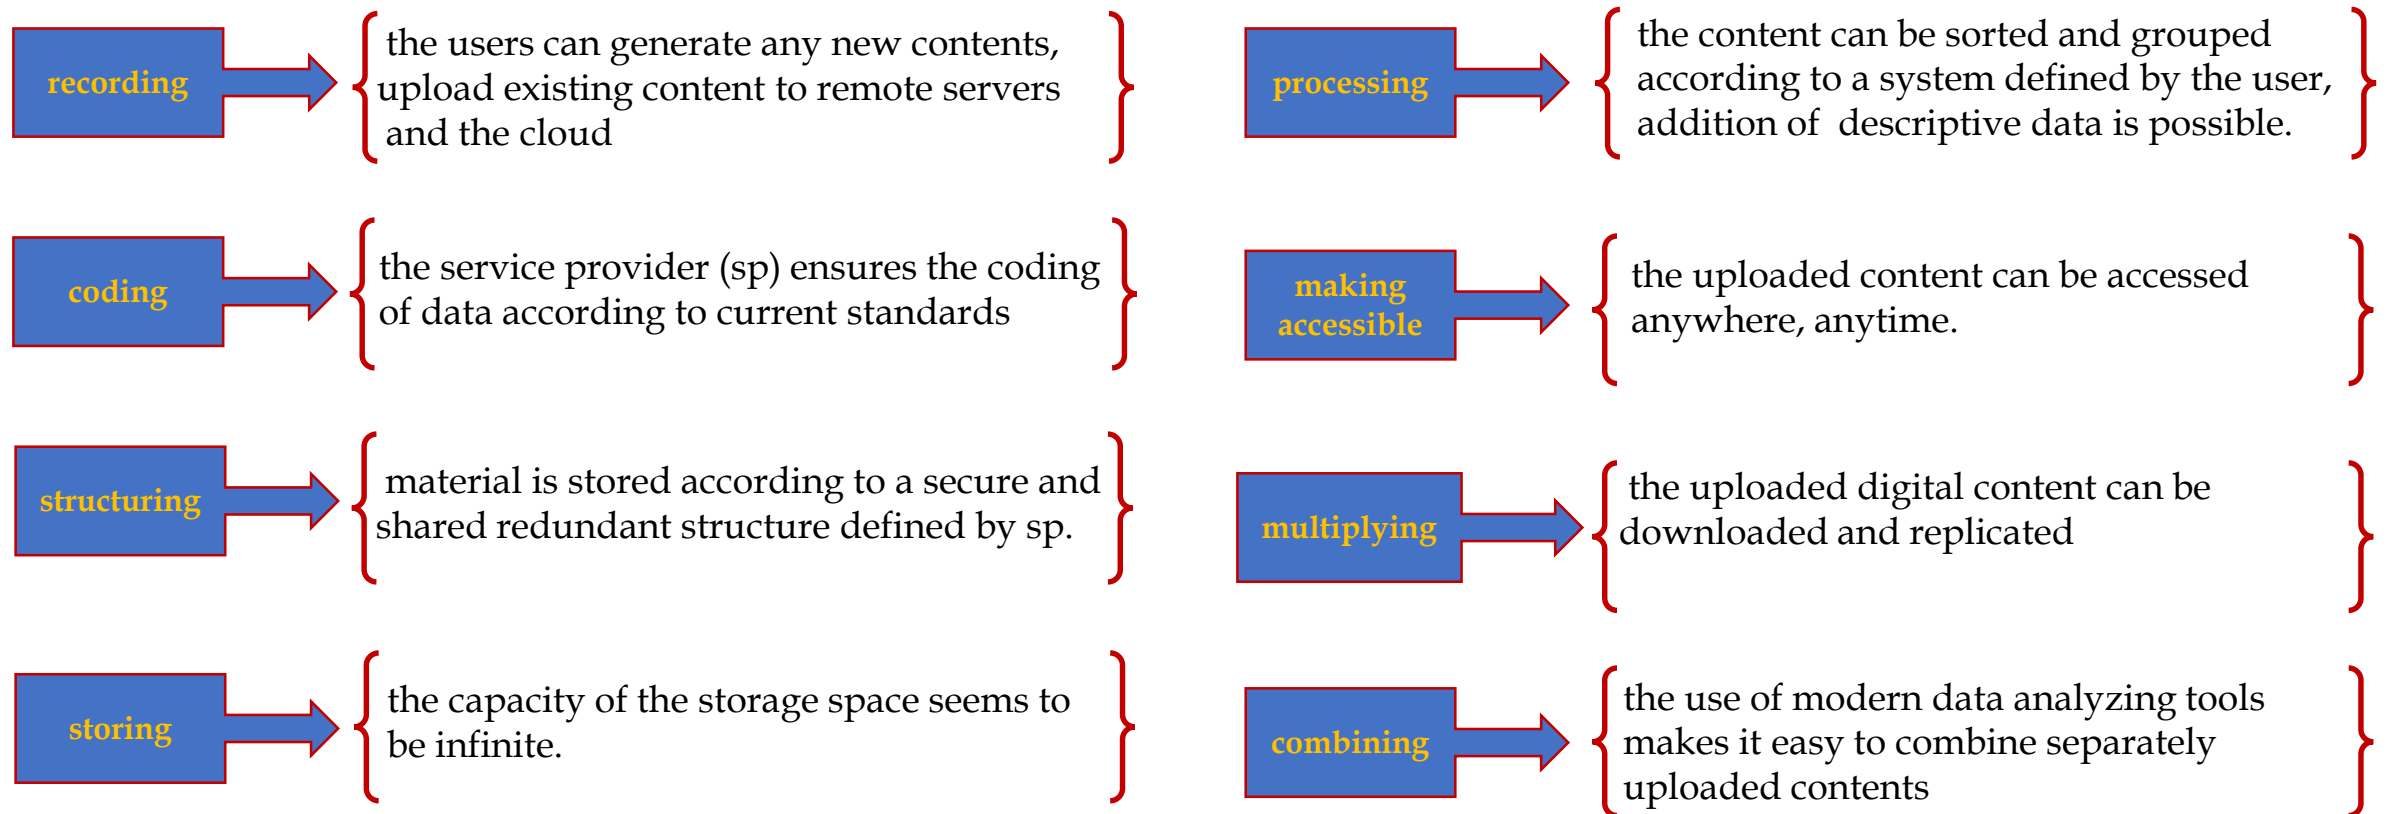 recording
the users can generate any new contents,
upload existing content to remote servers
and the cloud
coding
the service provider (sp) ensures the coding
of data according to current standards
structuring
material is stored according to a secure and
shared redundant structure defined by sp.
storing
the capacity of the storage space seems to
be infinite.
processing
the content can be sorted and grouped
according to a system defined by the user,
addition of  descriptive data is possible.
making
accessible
the uploaded content can be accessed
anywhere, anytime.
multiplying
the uploaded digital content can be
downloaded and replicated
combining
the use of modern data analyzing tools
makes it easy to combine separately
uploaded contents